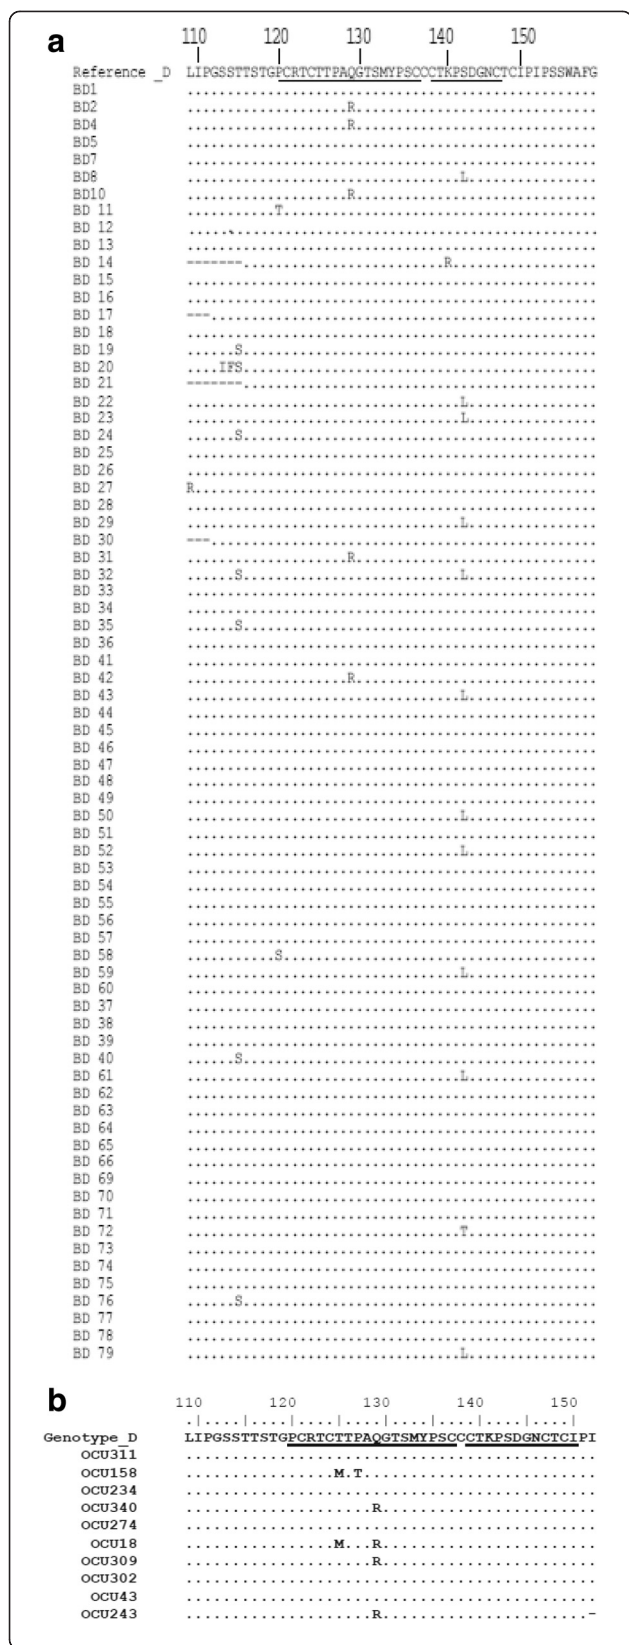 a
110 120 130 140 150
Reference _D LIPGSSTTSTGPCRTCTTPAQGTSMYPSCCCTKPSDGNCTCIPIPSSWAFG
BD1 ...................................................
BD2 ....................R..............................
BD4 ....................R..............................
BD5 ...................................................
BD7 ...................................................
BD8 ..................................L................
BD10 ....................R..............................
BD 11 ...........T.......................................
BD 12 ...................................................
BD 13 ...................................................
BD 14 -------.........................R..................
BD 15 ...................................................
BD 16 ...................................................
BD 17 ---................................................
BD 18 ...................................................
BD 19 ......S............................................
BD 20 ....IFS............................................
BD 21 -------............................................
BD 22 ..................................L................
BD 23 ..................................L................
BD 24 ......S............................................
BD 25 ...................................................
BD 26 ...................................................
BD 27 R..................................................
BD 28 ...................................................
BD 29 ..................................L................
BD 30 ---................................................
BD 31 ....................R..............................
BD 32 ......S...........................L................
BD 33 ...................................................
BD 34 ...................................................
BD 35 ......S............................................
BD 36 ...................................................
BD 41 ...................................................
BD 42 ....................R..............................
BD 43 ..................................L................
BD 44 ...................................................
BD 45 ...................................................
BD 46 ...................................................
BD 47 ...................................................
BD 48 ...................................................
BD 49 ...................................................
BD 50 ..................................L................
BD 51 ...................................................
BD 52 ..................................L................
BD 53 ...................................................
BD 54 ...................................................
BD 55 ...................................................
BD 56 ...................................................
BD 57 ...................................................
BD 58 ...........S.......................................
BD 59 ..................................L................
BD 60 ...................................................
BD 37 ...................................................
BD 38 ...................................................
BD 39 ...................................................
BD 40 ......S............................................
BD 61 ..................................L................
BD 62 ...................................................
BD 63 ...................................................
BD 64 ...................................................
BD 65 ...................................................
BD 66 ...................................................
BD 69 ...................................................
BD 70 ...................................................
BD 71 ...................................................
BD 72 ..................................T................
BD 73 ...................................................
BD 74 ...................................................
BD 75 ...................................................
BD 76 ......S............................................
BD 77 ...................................................
BD 78 ...................................................
BD 79 ..................................L................
b
110 120 130 140 150
Genotype_D LIPGSSTTSTGPCRTCTTPAQGTSMYPSCCCTKPSDGNCTCIPI
OCU311 ............................................
OCU158 ................M.T.........................
OCU234 ............................................
OCU340 ....................R.......................
OCU274 ............................................
OCU18 ................M...R.......................
OCU309 ....................R.......................
OCU302 ............................................
OCU43 ............................................
OCU243 ....................R......................-